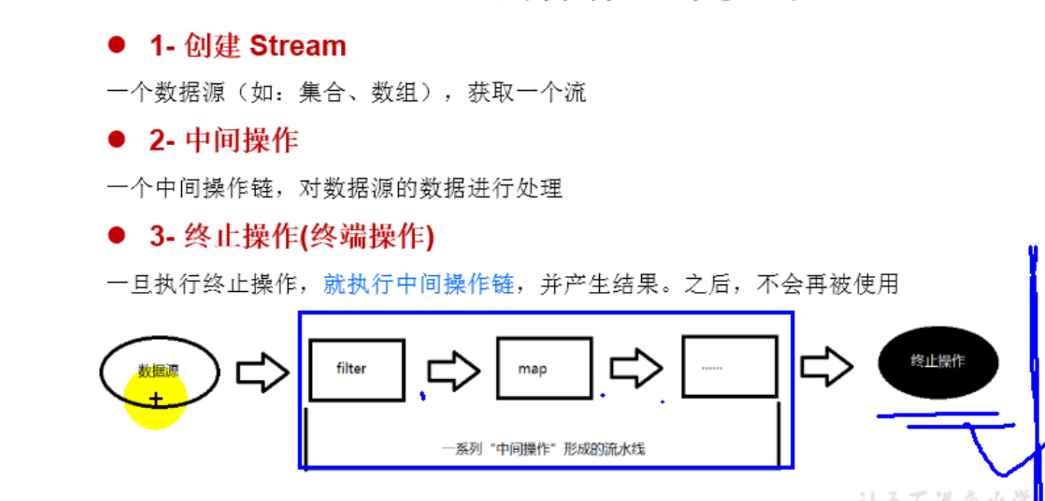 ● 1- 创建 Stream
一个数据源（如：集合、数组），获取一个流
● 2- 中间操作
一个中间操作链，对数据源的数据进行处理
● 3- 终止操作(终端操作)
一旦执行终止操作，就执行中间操作链，并产生结果。之后，不会再被使用
数据源 filter map ...... 终止操作
一系列“中间操作”形成的流水线